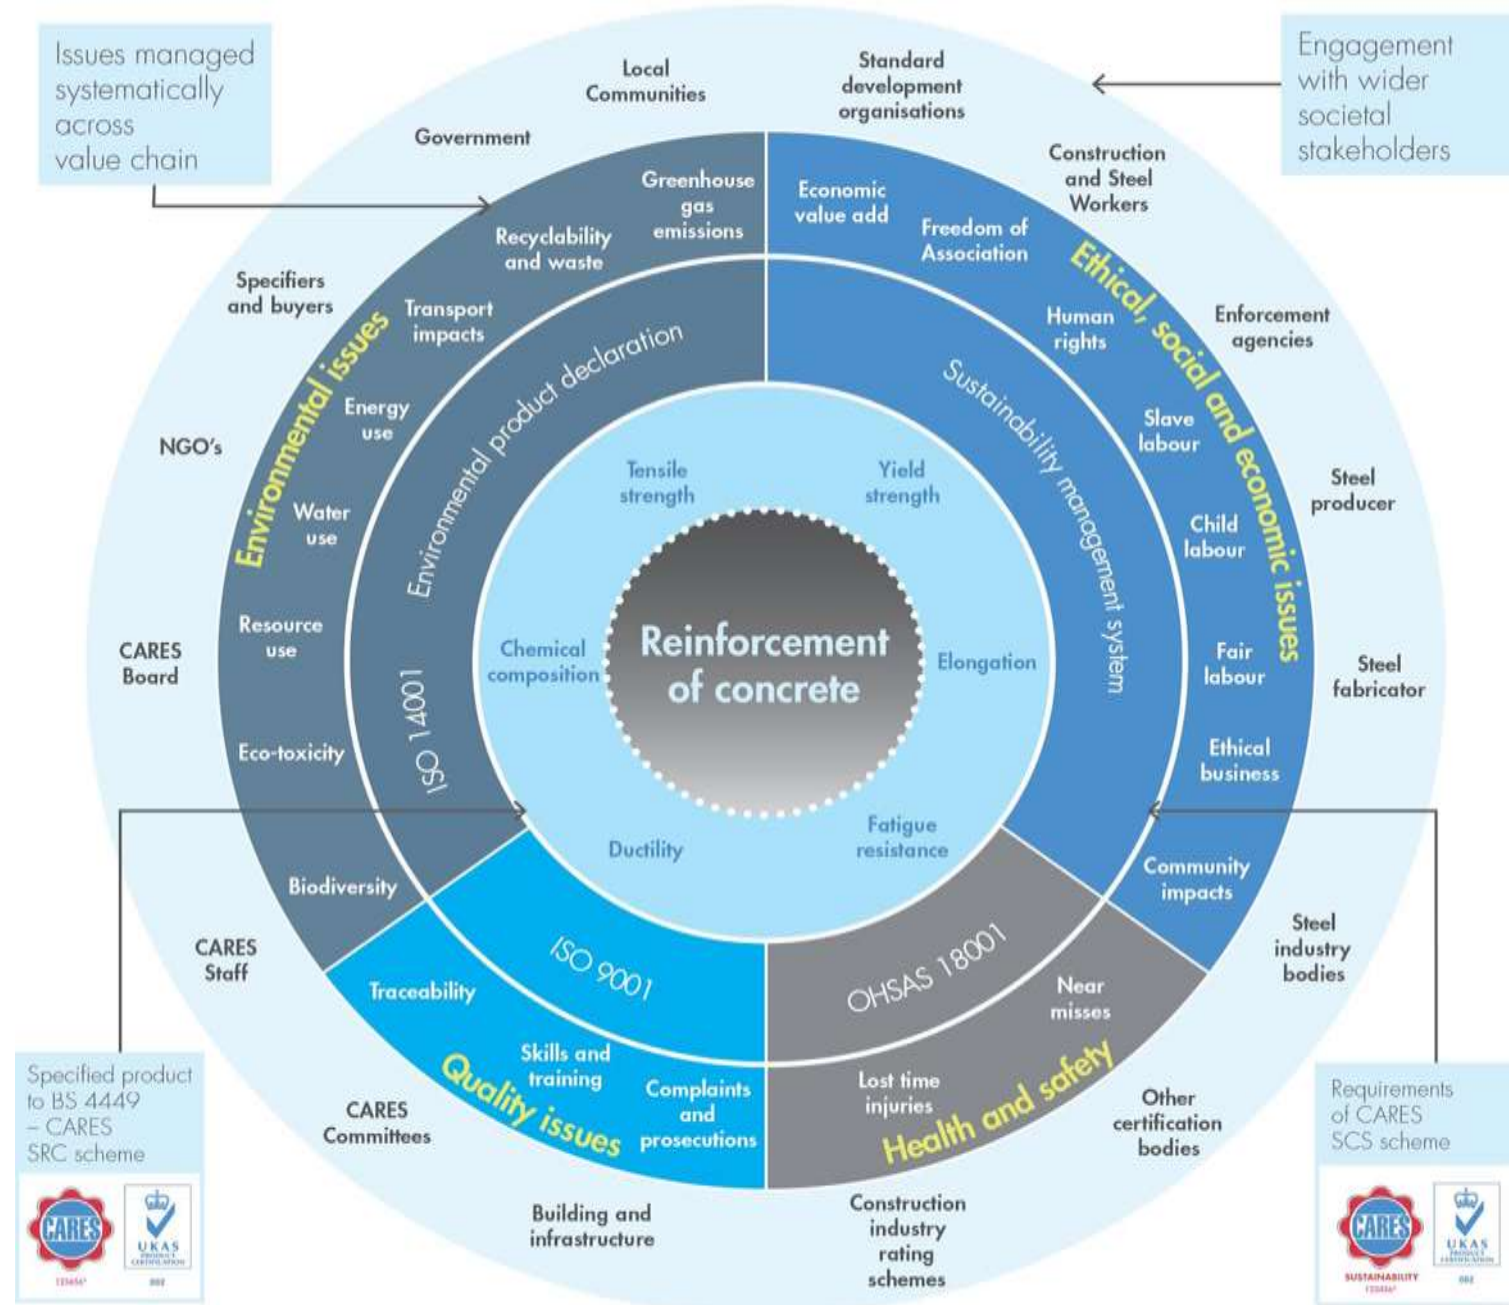 Issues managed
systematically
across
value chain
Engagement
with wider
societal
stakeholders
Local
Communities
Standard
development
organisations
Government
Construction
and Steel
Workers
Specifiers
and buyers
Enforcement
agencies
NGO's
Steel
producer
CARES
Board
Steel
fabricator
CARES
Staff
Steel
industry
bodies
CARES
Committees
Other
certification
bodies
Building and
infrastructure
Construction
industry
rating
schemes
Environmental issues
Greenhouse
gas
emissions
Recyclability
and waste
Transport
impacts
Energy
use
Water
use
Resource
use
Eco-toxicity
Biodiversity
Ethical, social and economic issues
Economic
value add
Freedom of
Association
Human
rights
Slave
labour
Child
labour
Fair
labour
Ethical
business
Community
impacts
Quality issues
Traceability
Skills and
training
Complaints
and
prosecutions
Health and safety
Near
misses
Lost time
injuries
ISO 14001
Environmental product declaration
Sustainability management system
ISO 9001
OHSAS 18001
Tensile
strength
Yield
strength
Chemical
composition
Elongation
Ductility
Fatigue
resistance
Reinforcement
of concrete
Specified product
to BS 4449
– CARES
SRC scheme
CARES
UKAS
PRODUCT
CERTIFICATION
002
Requirements
of CARES
SCS scheme
CARES
SUSTAINABILITY
UKAS
PRODUCT
CERTIFICATION
002